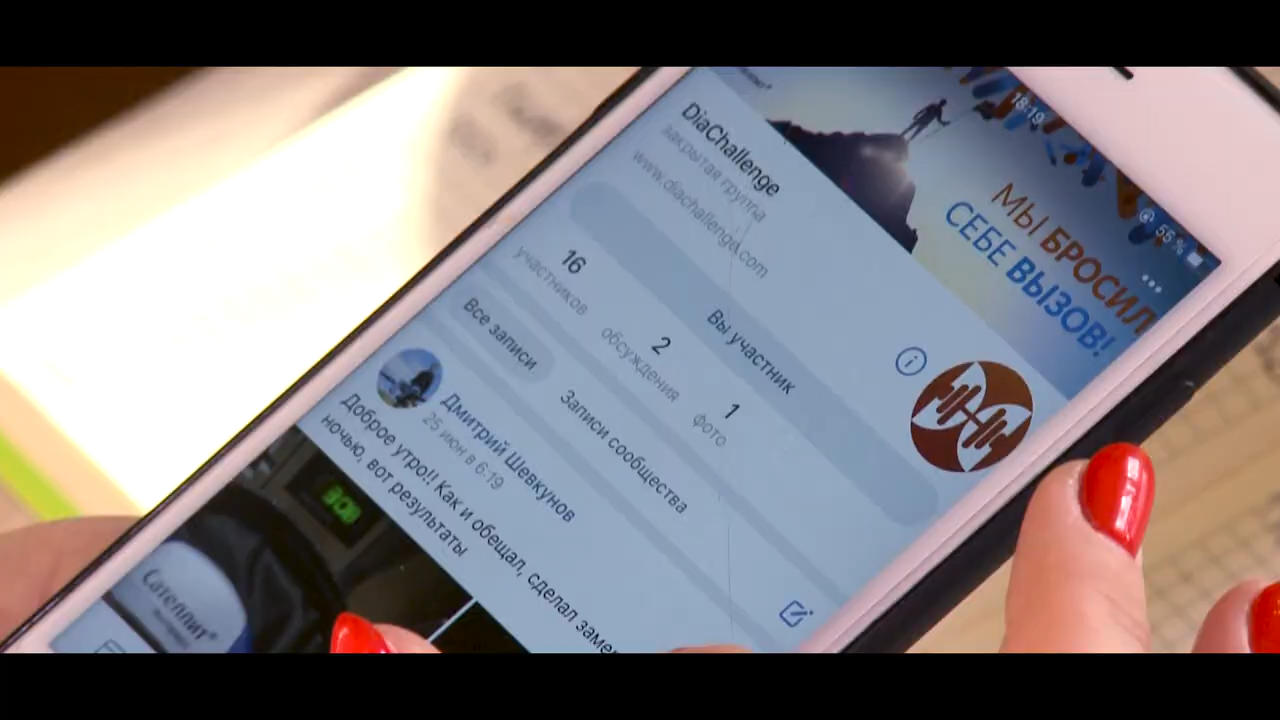 18:19
@ 55 %
МЫ БРОСИЛИ
СЕБЕ ВЫЗОВ!
DiaChallenge
закрытая группа
www.diachallenge.com
Вы участник
16
участников
2
обсуждения
1
фото
Все записи
Записи сообщества
Дмитрий Шевкунов
25 июн в 6:19
Доброе утро!! Как и обещал, сделал заме
ночью, вот результаты
Сателлит®